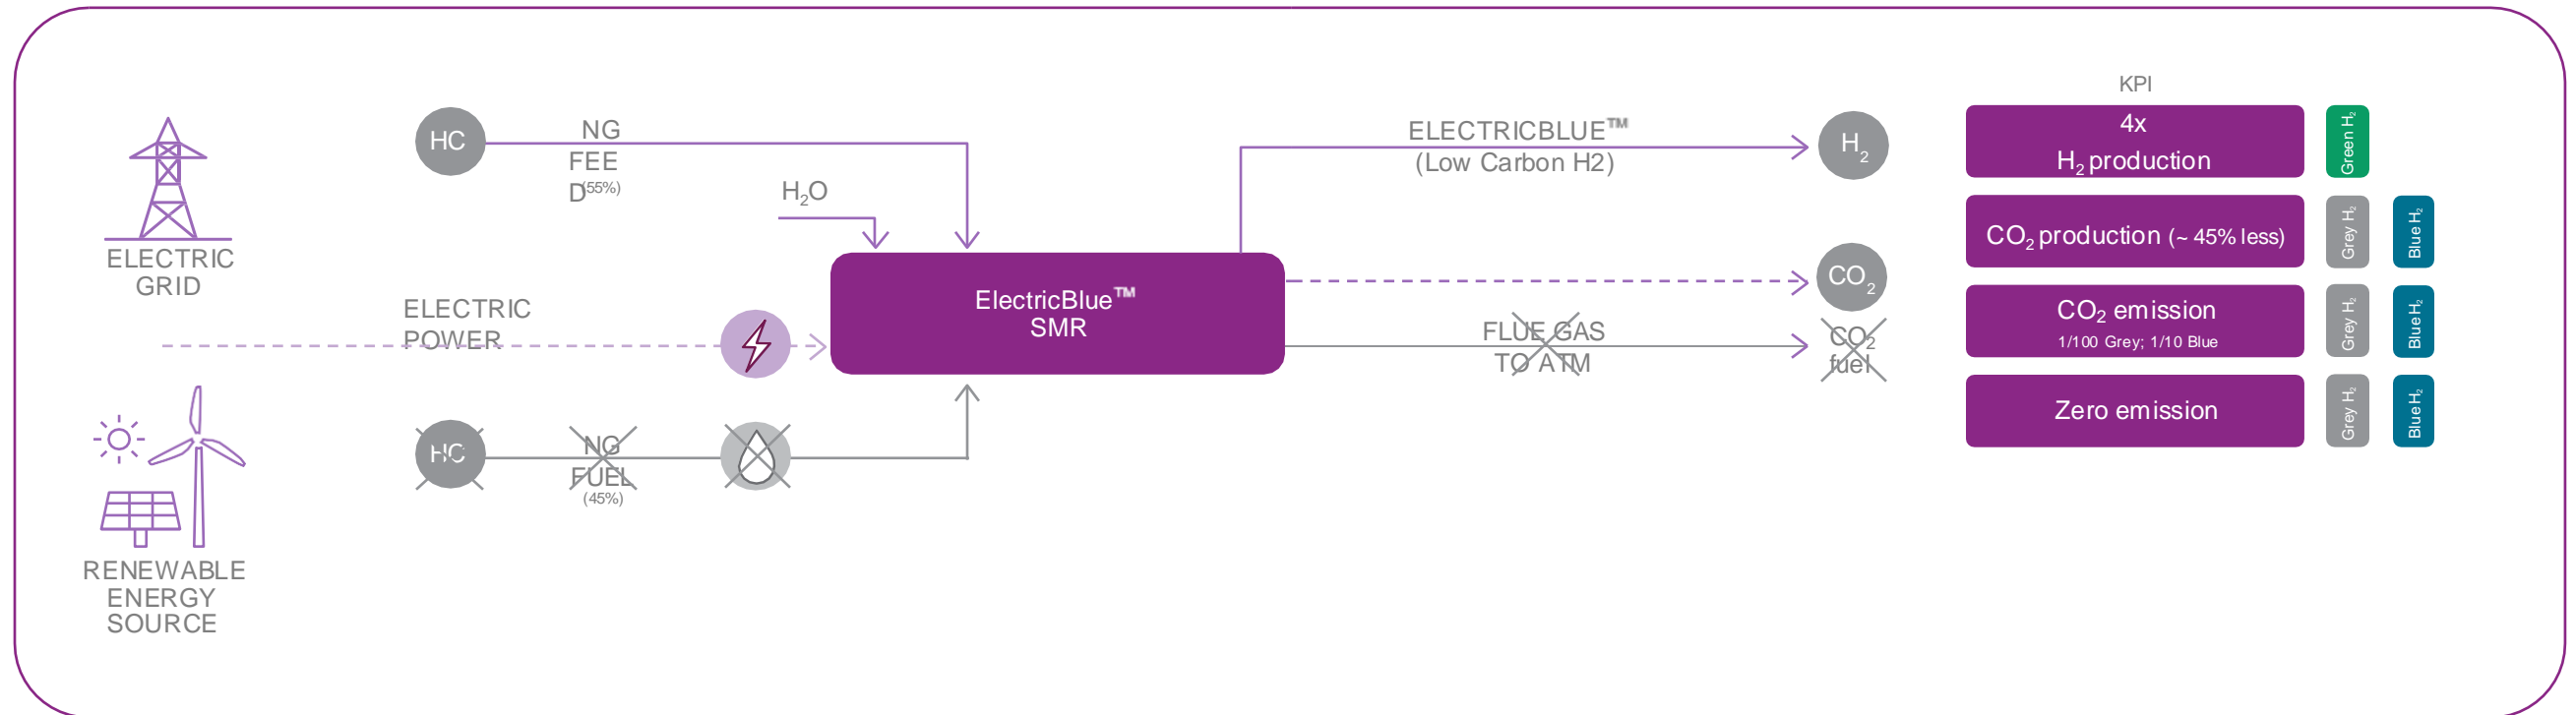 KPI
HC
NG
FEE
D(55%)
H₂O
ELECTRICBLUE™
(Low Carbon H2)
H₂
4x
H₂ production
Green H₂
ELECTRIC
GRID
CO₂ production (~ 45% less)
Grey H₂
Blue H₂
ELECTRIC
POWER
ElectricBlue™
SMR
CO₂
FLUE GAS
TO ATM
CO₂
fuel
CO₂ emission
1/100 Grey; 1/10 Blue
Grey H₂
Blue H₂
Zero emission
Grey H₂
Blue H₂
HC
NG
FUEL
(45%)
RENEWABLE
ENERGY
SOURCE